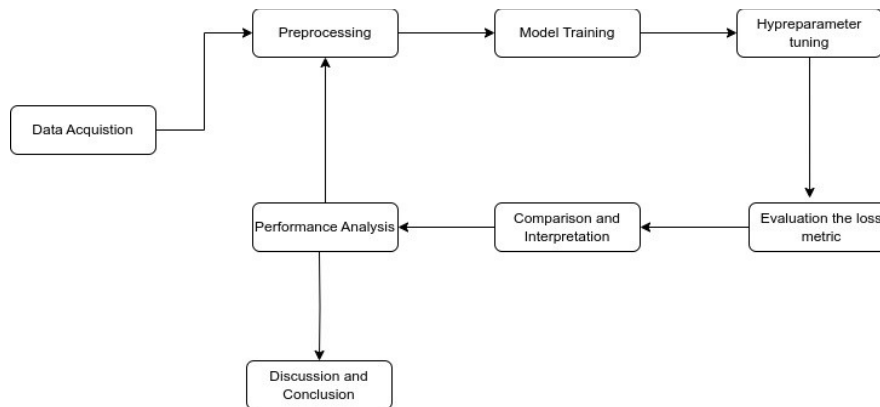 Preprocessing
Model Training
Hypreparameter
tuning
Data Acquistion
Performance Analysis
Comparison and
Interpretation
Evaluation the loss
metric
Discussion and
Conclusion